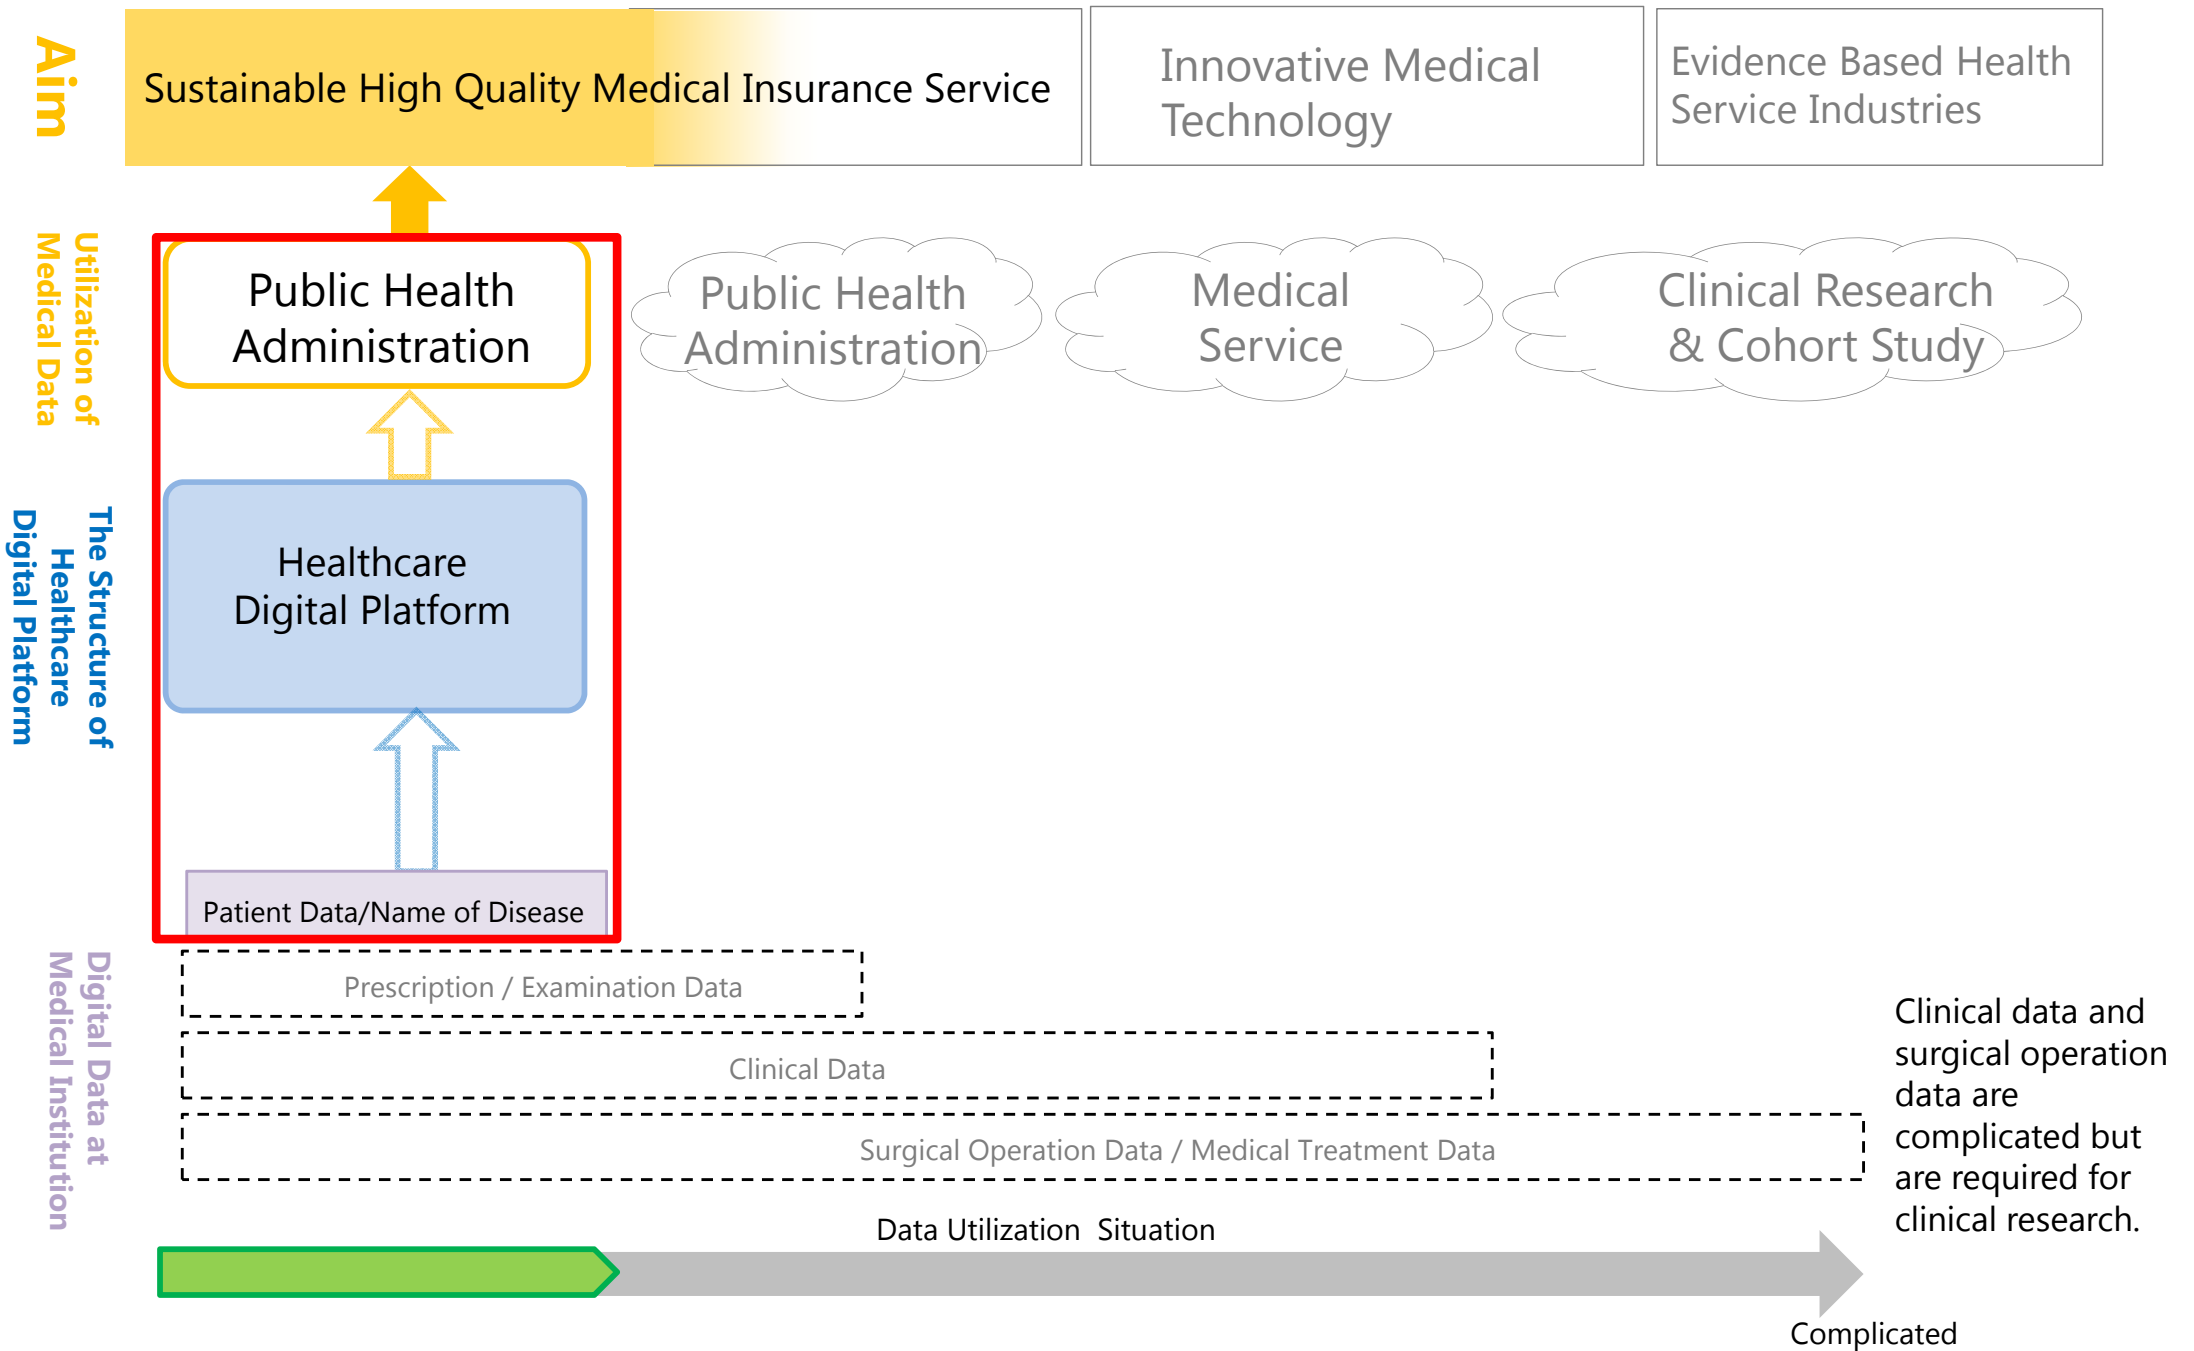 Aim
Sustainable High Quality Medical Insurance Service
Innovative Medical
Technology
Evidence Based Health
Service Industries
Utilization of
Medical Data
Public Health
Administration
Public Health
Administration
Medical
Service
Clinical Research
& Cohort Study
The Structure of
Healthcare
Digital Platform
Healthcare
Digital Platform
Patient Data/Name of Disease
Digital Data at
Medical Institution
Prescription / Examination Data
Clinical Data
Surgical Operation Data / Medical Treatment Data
Clinical data and
surgical operation
data are
complicated but
are required for
clinical research.
Data Utilization Situation
Complicated